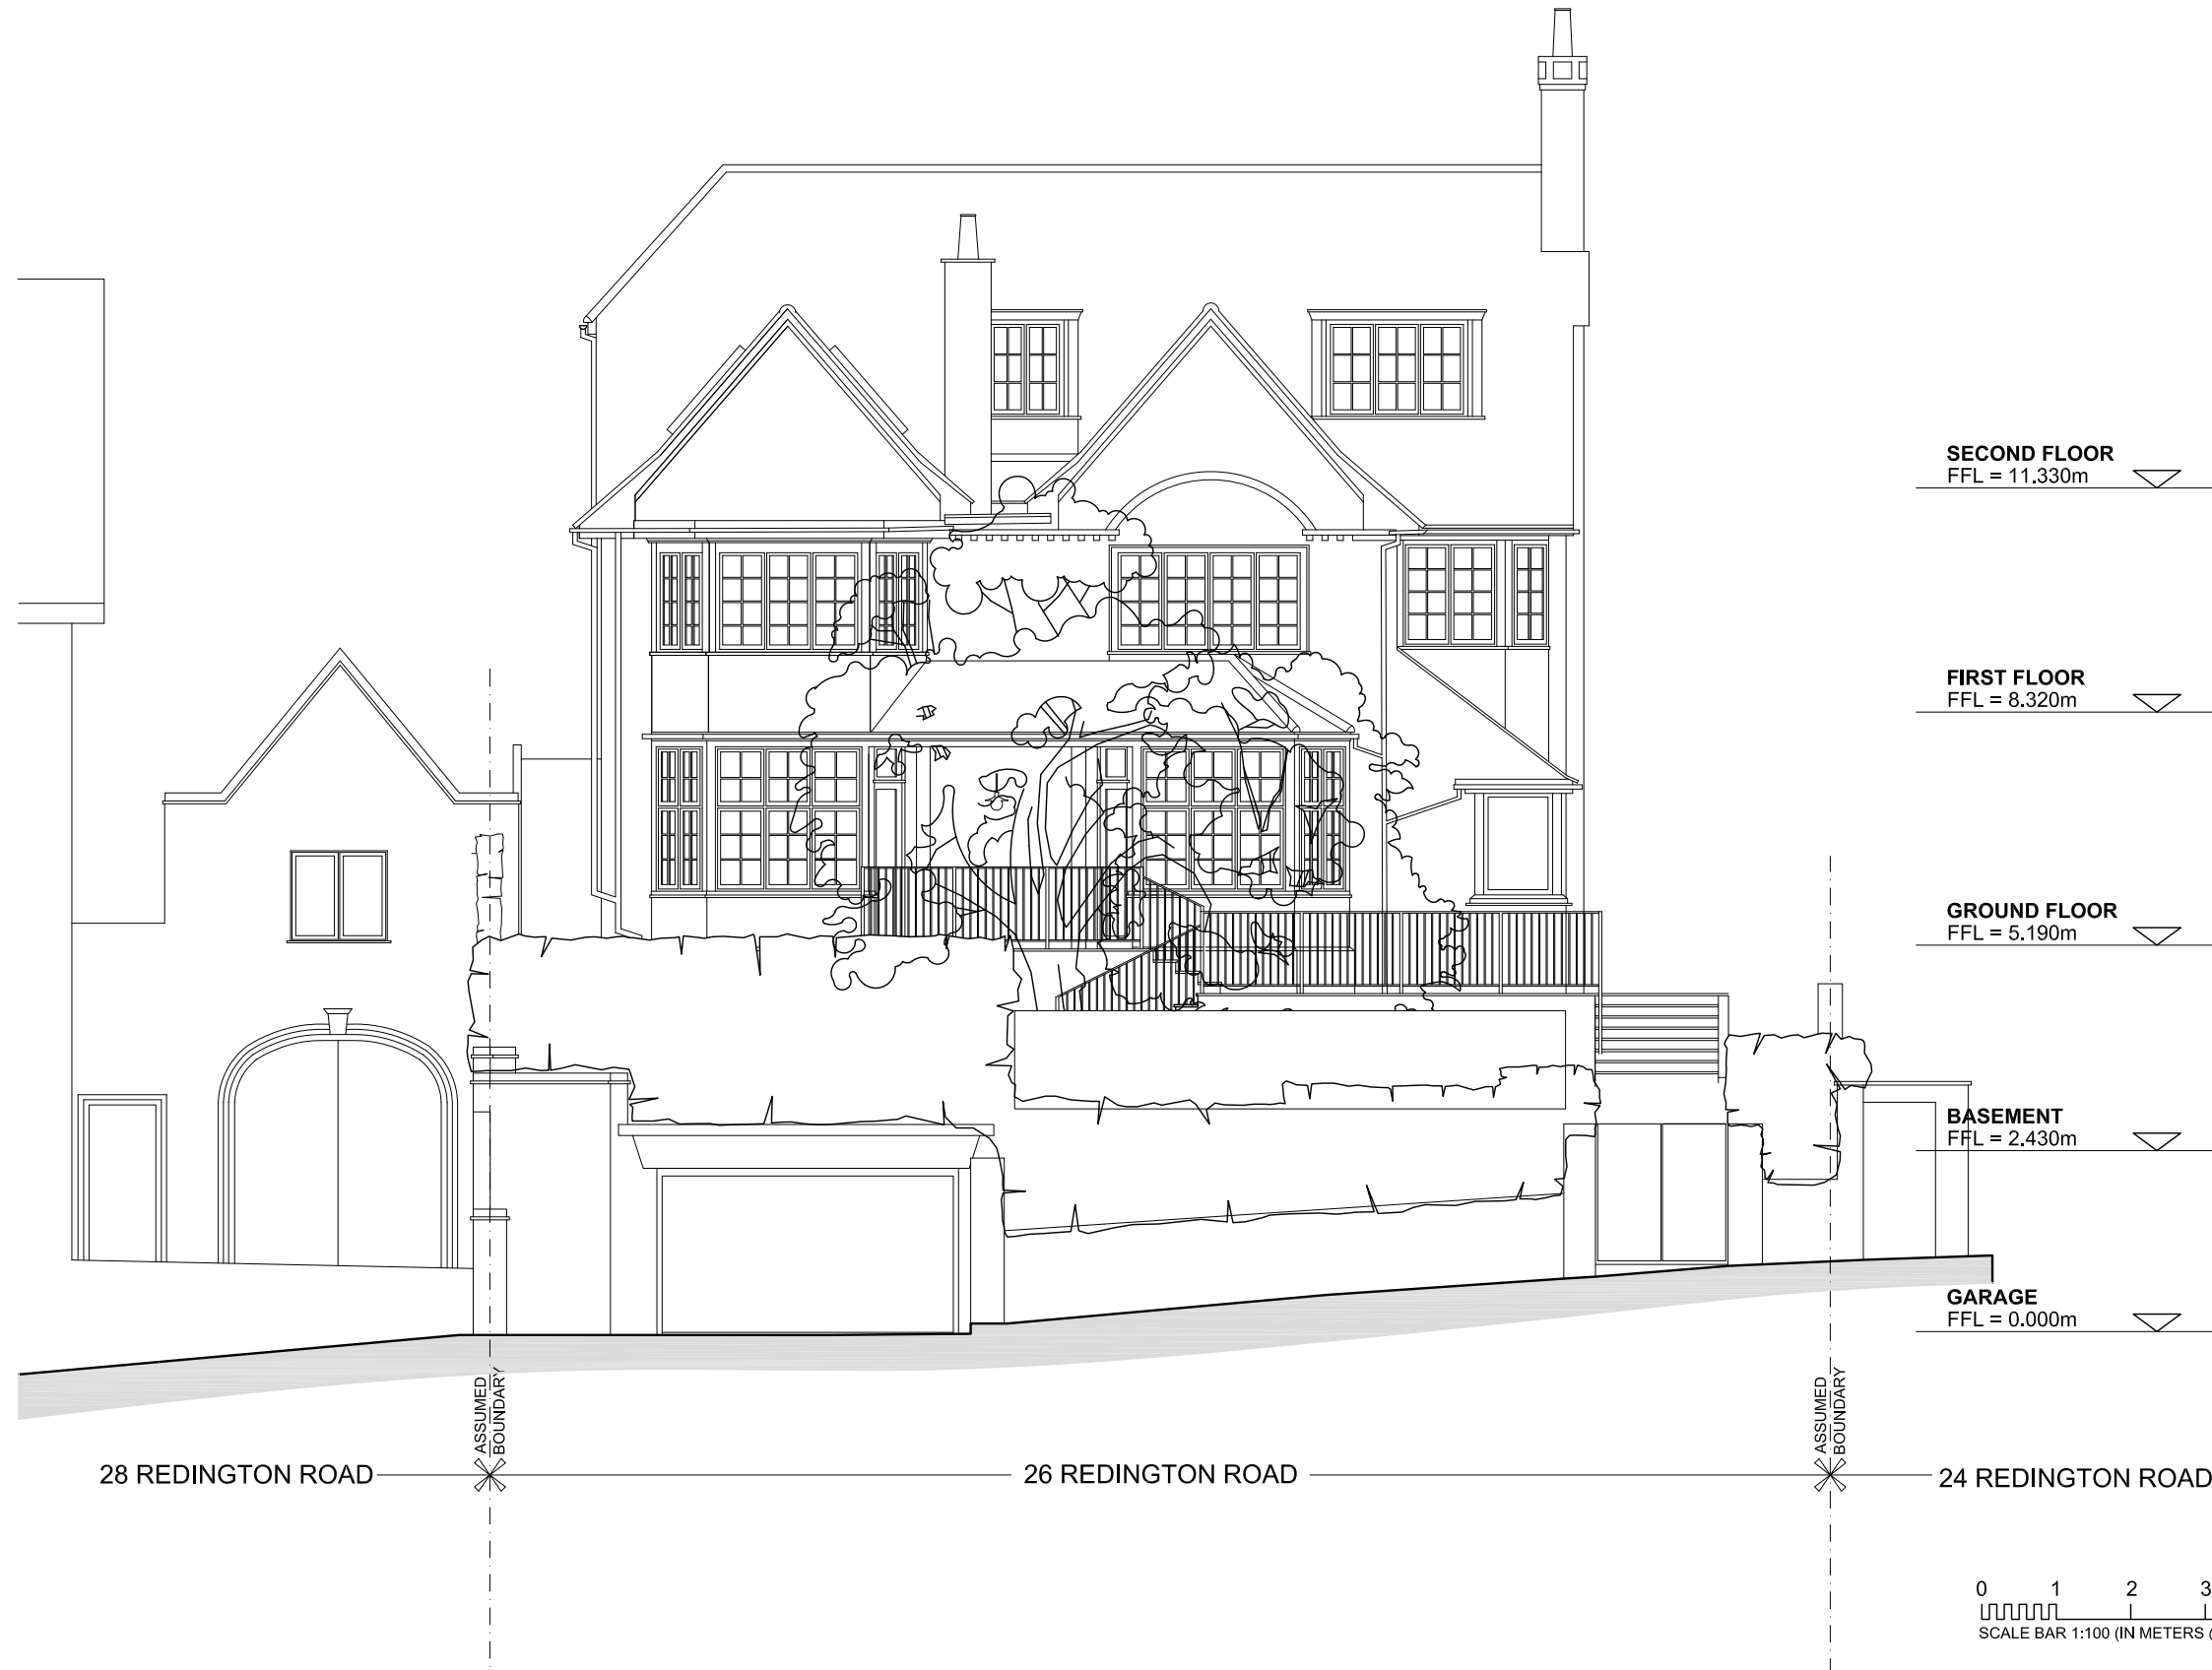 SECOND FLOOR
FFL = 11.330m
FIRST FLOOR
FFL = 8.320m
GROUND FLOOR
FFL = 5.190m
BASEMENT
FFL = 2.430m
GARAGE
FFL = 0.000m
ASSUMED
BOUNDARY
ASSUMED
BOUNDARY
28 REDINGTON ROAD
26 REDINGTON ROAD
24 REDINGTON ROAD
0 1 2 3
SCALE BAR 1:100 (IN METERS